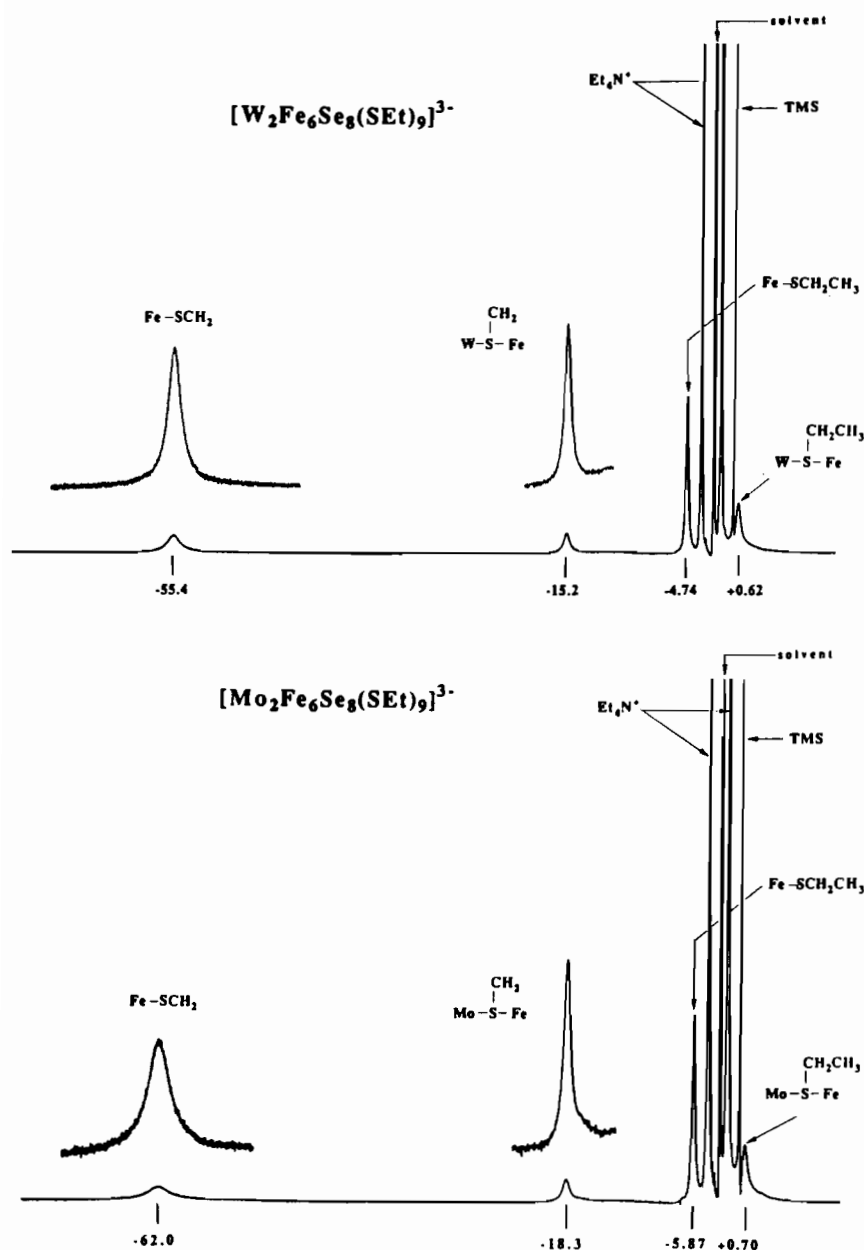 solvent
Et₄N⁺
TMS
[W₂Fe₆Se₈(SEt)₉]³⁻
Fe–SCH₂CH₃
Fe–SCH₂
CH₂
W–S–Fe
CH₂CH₃
W–S–Fe
-55.4
-15.2
-4.74
+0.62
solvent
[Mo₂Fe₆Se₈(SEt)₉]³⁻
Et₄N⁺
TMS
Fe–SCH₂CH₃
Fe–SCH₂
CH₂
Mo–S–Fe
CH₂CH₃
Mo–S–Fe
-62.0
-18.3
-5.87
+0.70